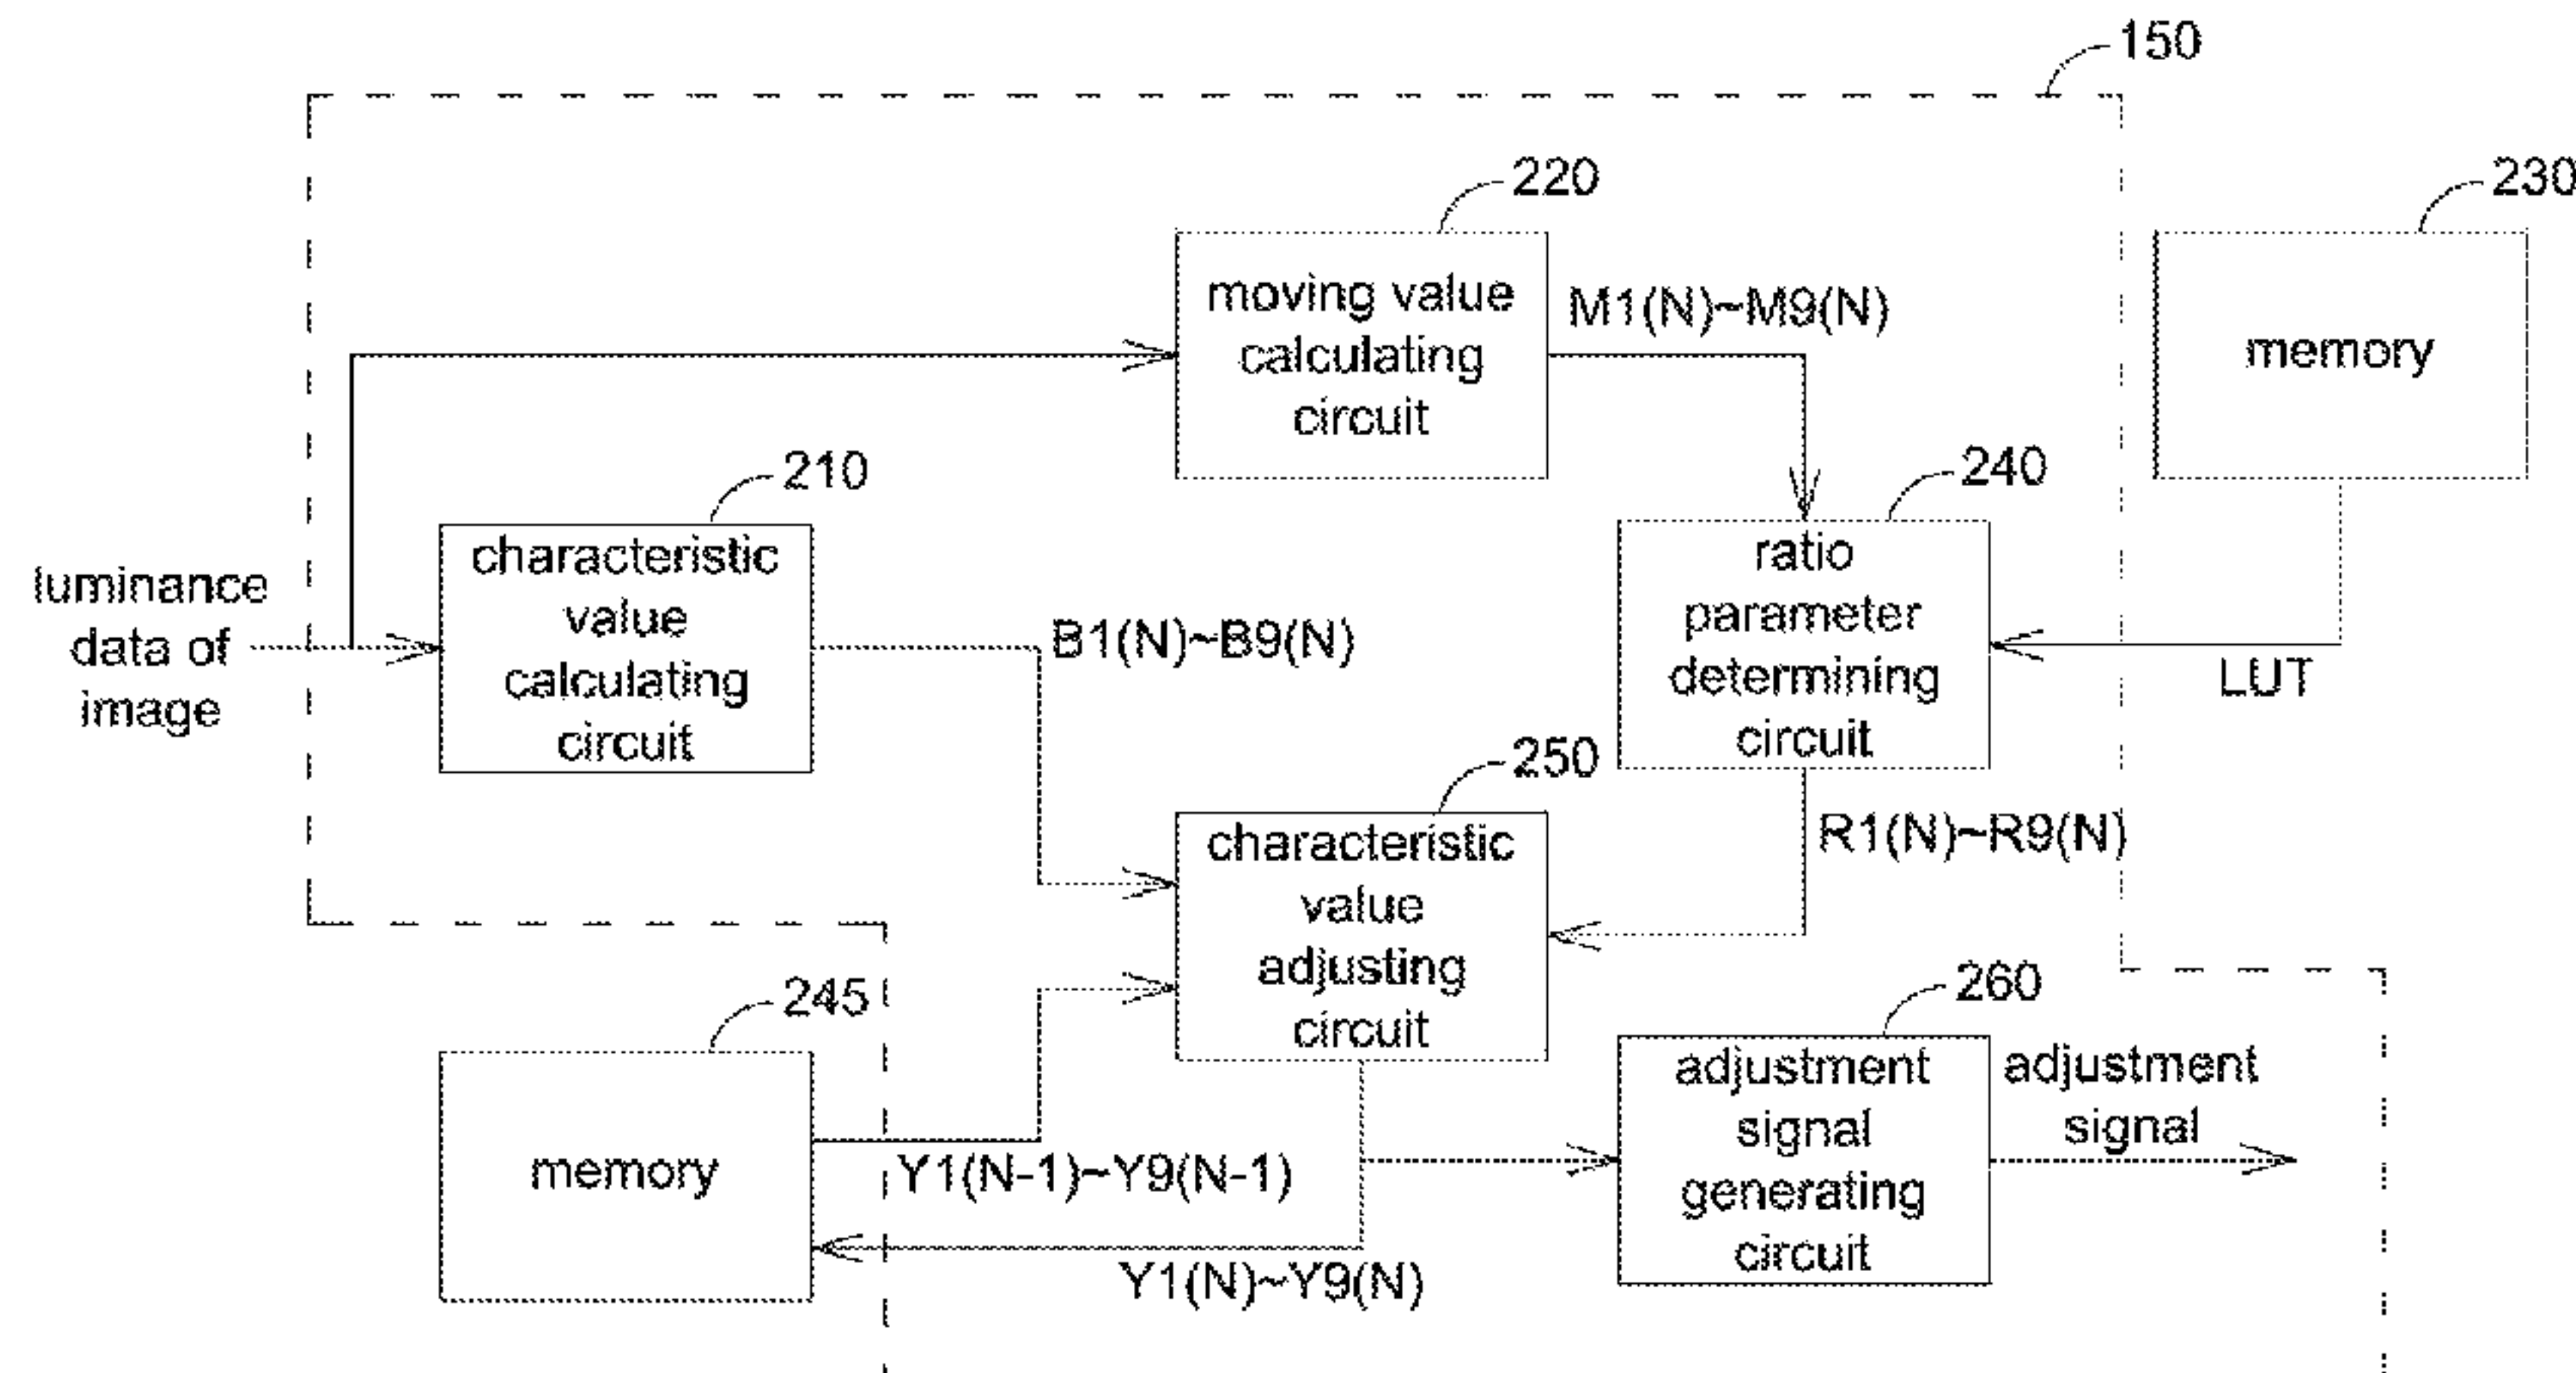 150
220
230
moving value
calculating
circuit
M1(N)~M9(N)
memory
210
240
luminance
data of
image
characteristic
value
calculating
circuit
B1(N)~B9(N)
ratio
parameter
determining
circuit
LUT
250
R1(N)~R9(N)
characteristic
value
adjusting
circuit
245
260
memory
Y1(N-1)~Y9(N-1)
adjustment
signal
generating
circuit
adjustment
signal
Y1(N)~Y9(N)